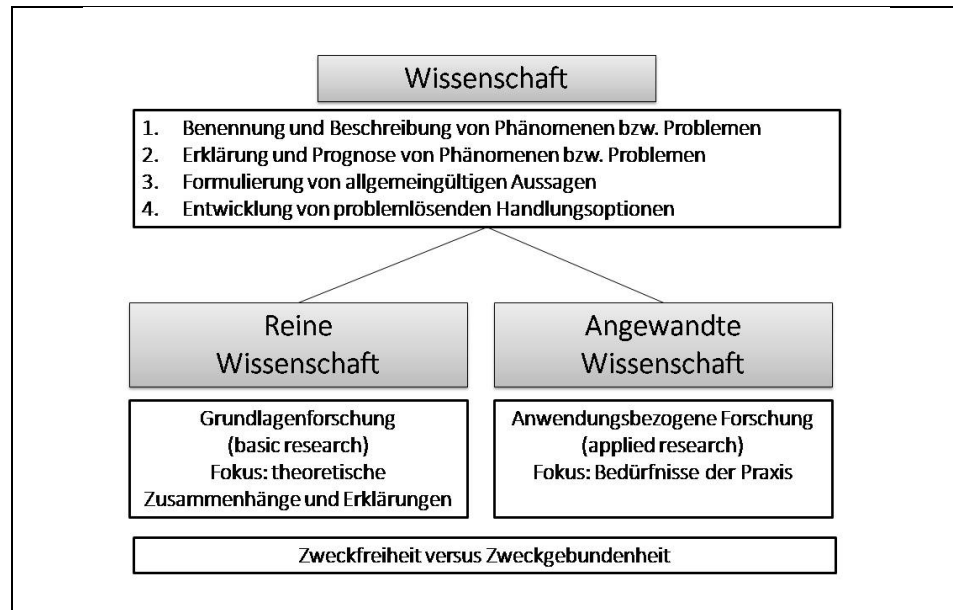 Wissenschaft
1. Benennung und Beschreibung von Phänomenen bzw. Problemen
2. Erklärung und Prognose von Phänomenen bzw. Problemen
3. Formulierung von allgemeingültigen Aussagen
4. Entwicklung von problemlösenden Handlungsoptionen
Reine
Wissenschaft
Grundlagenforschung
(basic research)
Fokus: theoretische
Zusammenhänge und Erklärungen
Angewandte
Wissenschaft
Anwendungsbezogene Forschung
(applied research)
Fokus: Bedürfnisse der Praxis
Zweckfreiheit versus Zweckgebundenheit